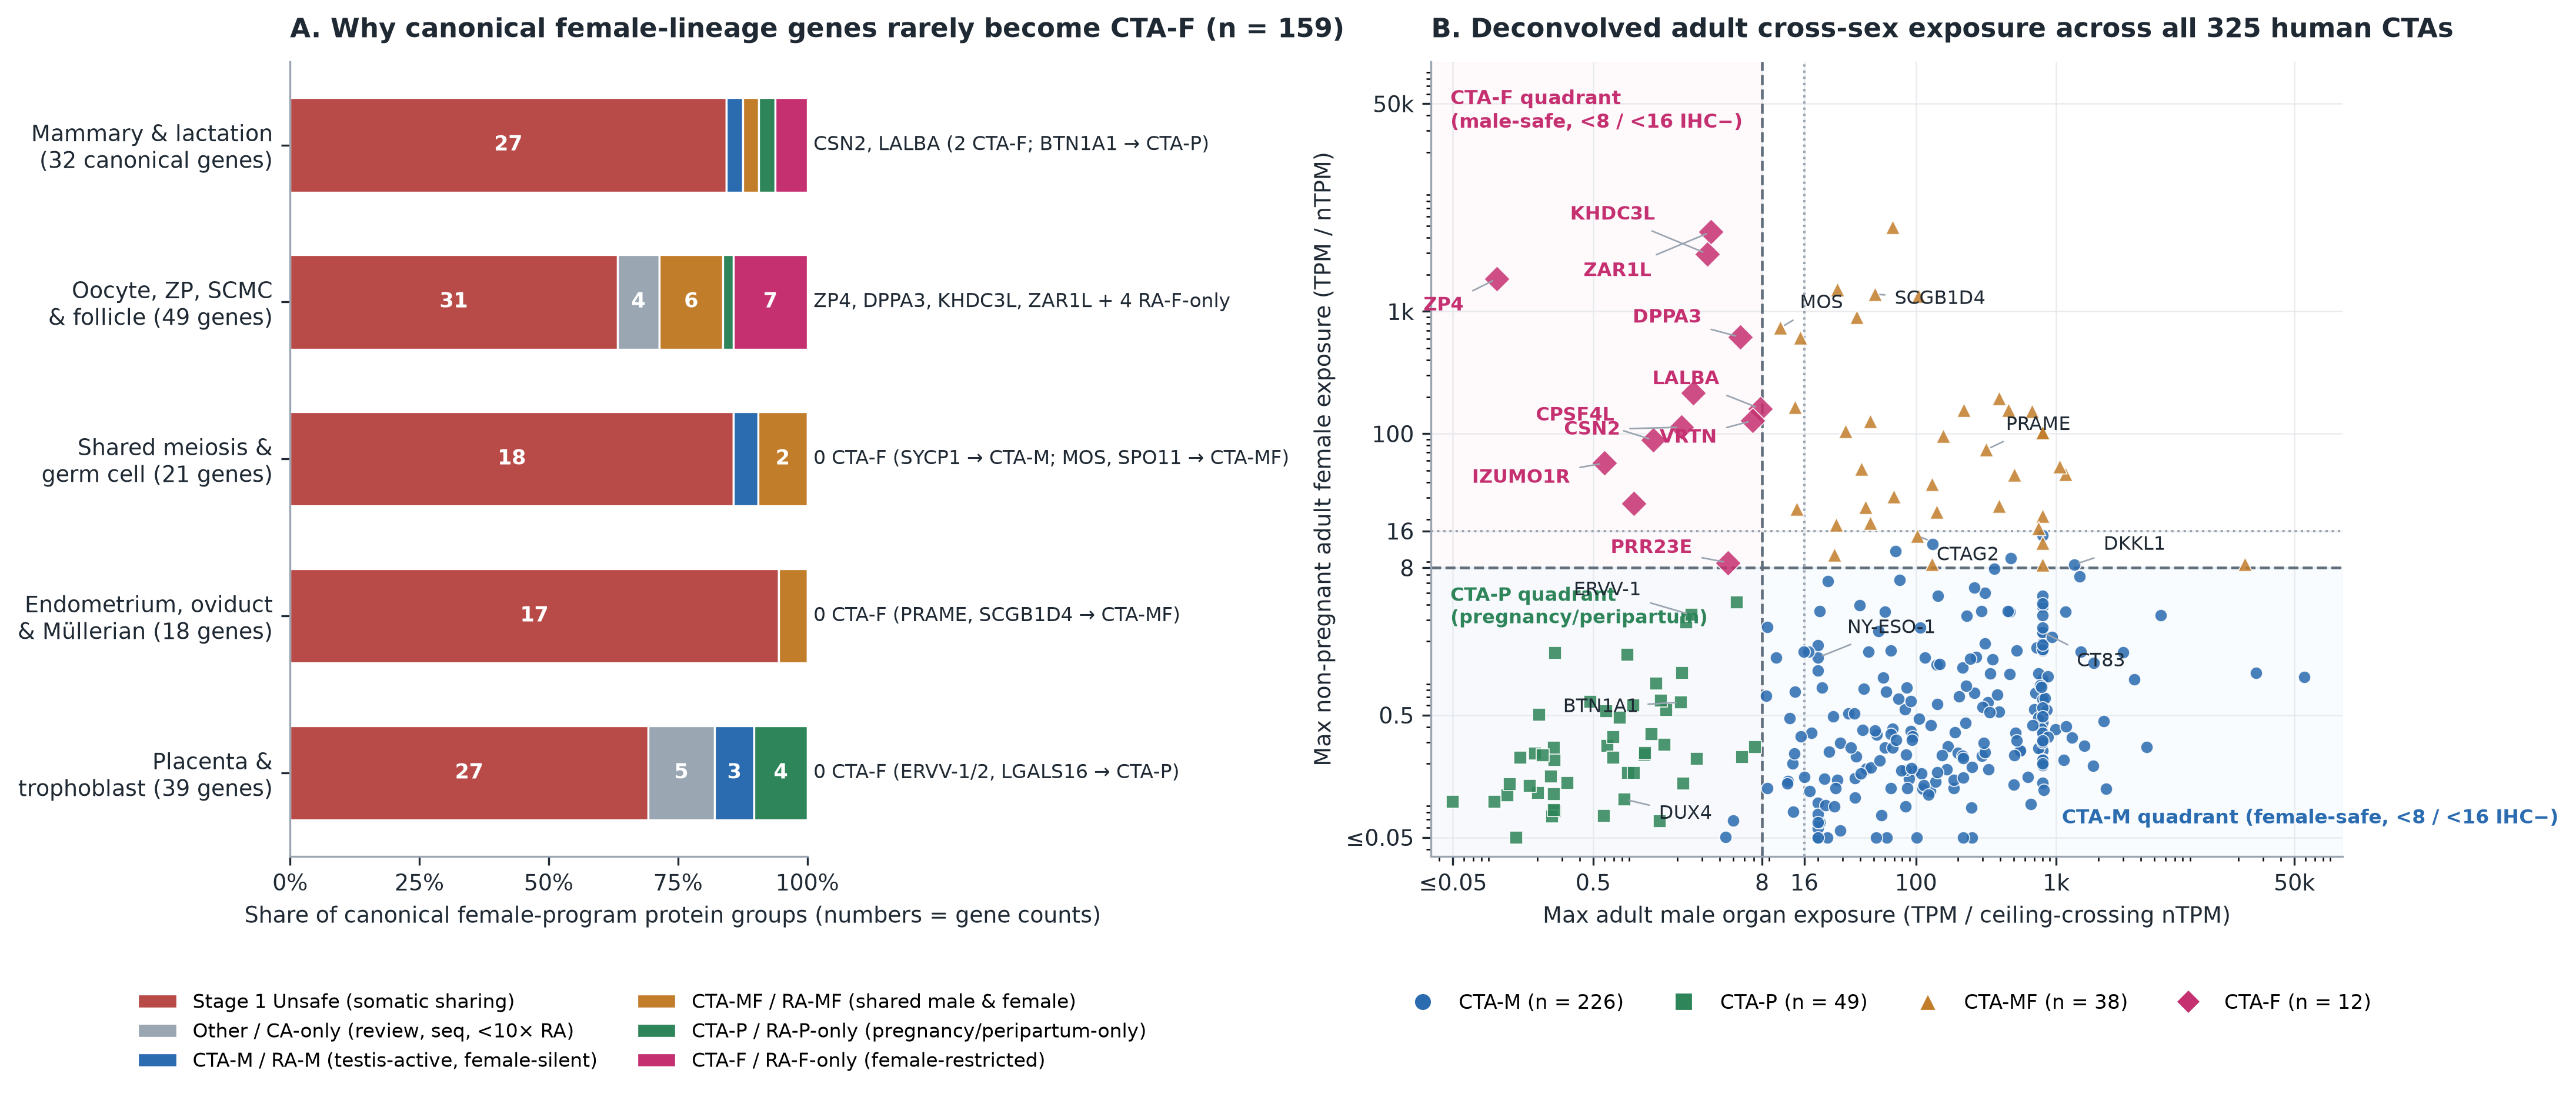 A. Why canonical female-lineage genes rarely become CTA-F (n = 159)
Mammary & lactation
(32 canonical genes)
27
CSN2, LALBA (2 CTA-F; BTN1A1 → CTA-P)
Oocyte, ZP, SCMC
& follicle (49 genes)
31
4
6
7
ZP4, DPPA3, KHDC3L, ZAR1L + 4 RA-F-only
Shared meiosis &
germ cell (21 genes)
18
2
0 CTA-F (SYCP1 → CTA-M; MOS, SPO11 → CTA-MF)
Endometrium, oviduct
& Müllerian (18 genes)
17
0 CTA-F (PRAME, SCGB1D4 → CTA-MF)
Placenta &
trophoblast (39 genes)
27
5
3
4
0 CTA-F (ERVV-1/2, LGALS16 → CTA-P)
0%
25%
50%
75%
100%
Share of canonical female-program protein groups (numbers = gene counts)
Stage 1 Unsafe (somatic sharing)
Other / CA-only (review, seq, <10× RA)
CTA-M / RA-M (testis-active, female-silent)
CTA-MF / RA-MF (shared male & female)
CTA-P / RA-P-only (pregnancy/peripartum-only)
CTA-F / RA-F-only (female-restricted)
B. Deconvolved adult cross-sex exposure across all 325 human CTAs
Max non-pregnant adult female exposure (TPM / nTPM)
50k
1k
100
16
8
0.5
≤0.05
CTA-F quadrant
(male-safe, <8 / <16 IHC−)
KHDC3L
ZAR1L
ZP4
DPPA3
MOS
SCGB1D4
LALBA
CPSF4L
CSN2
VRTN
PRAME
IZUMO1R
PRR23E
CTAG2
DKKL1
ERVV-1
CTA-P quadrant
(pregnancy/peripartum)
NY-ESO-1
CT83
BTN1A1
DUX4
CTA-M quadrant (female-safe, <8 / <16 IHC−)
≤0.05
0.5
8
16
100
1k
50k
Max adult male organ exposure (TPM / ceiling-crossing nTPM)
CTA-M (n = 226)
CTA-P (n = 49)
CTA-MF (n = 38)
CTA-F (n = 12)